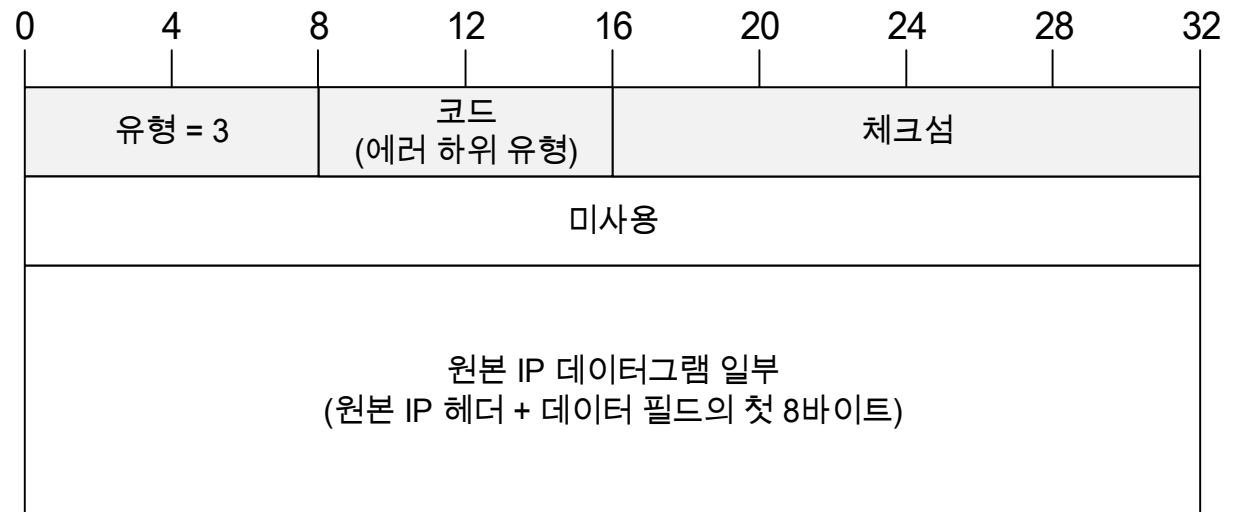 0 4 8 12 16 20 24 28 32
유형 = 3
코드
(에러 하위 유형)
체크섬
미사용
원본 IP 데이터그램 일부
(원본 IP 헤더 + 데이터 필드의 첫 8바이트)